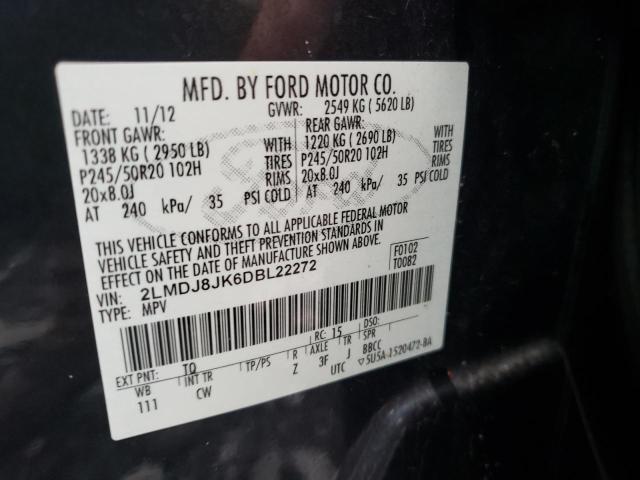 MFD. BY FORD MOTOR CO.
DATE: 11/12 GVWR: 2549 KG ( 5620 LB)
FRONT GAWR: REAR GAWR:
1338 KG ( 2950 LB) WITH 1220 KG ( 2690 LB) WITH
P245/50R20 102H TIRES P245/50R20 102H TIRES
20x8.0J RIMS 20x8.0J RIMS
AT 240 kPa/ 35 PSI COLD AT 240 kPa/ 35 PSI COLD
THIS VEHICLE CONFORMS TO ALL APPLICABLE FEDERAL MOTOR
VEHICLE SAFETY AND THEFT PREVENTION STANDARDS IN
EFFECT ON THE DATE OF MANUFACTURE SHOWN ABOVE.
VIN: 2LMDJ8JK6DBL22272 F0102
TYPE: MPV T0082
RC: 15 DSO:
EXT PNT: TQ
WB INT TR TP/PS R AXLE TR SPR
111 CW Z 3F J BBCC
UTC ▽5U5A-1520472-BA
Ford